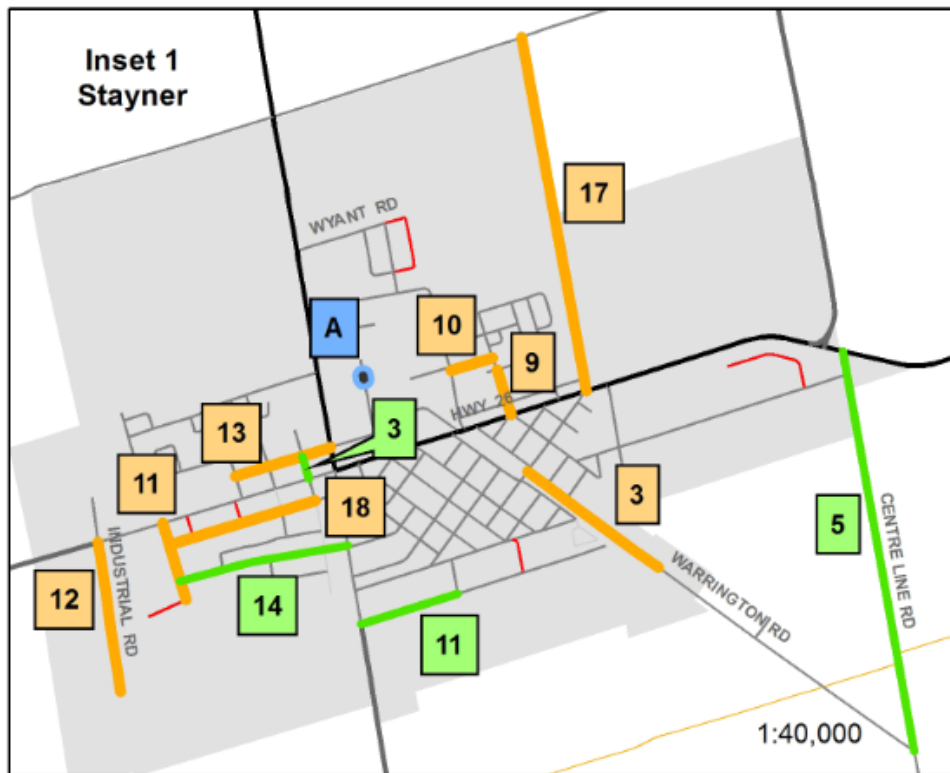 Inset 1
Stayner
17
WYANT RD
A
10
9
HWY 26
13
3
11
18
3
5
INDUSTRIAL RD
CENTRE LINE RD
12
14
WARRINGTON RD
11
1:40,000